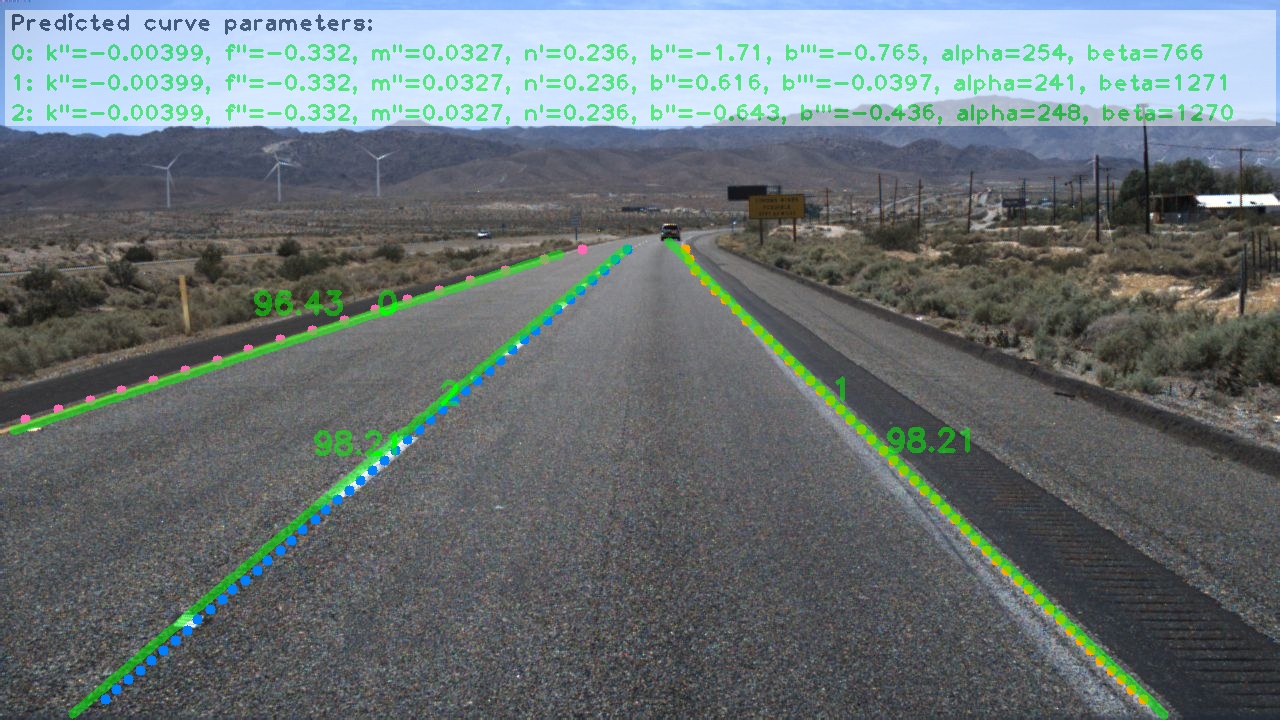 Predicted curve parameters:
0: k''=-0.00399, f''=-0.332, m''=0.0327, n'=0.236, b''=-1.71, b'''=-0.765, alpha=254, beta=766
1: k''=-0.00399, f''=-0.332, m''=0.0327, n'=0.236, b''=0.616, b'''=-0.0397, alpha=241, beta=1271
2: k''=-0.00399, f''=-0.332, m''=0.0327, n'=0.236, b''=-0.643, b'''=-0.436, alpha=248, beta=1270
96.43 0
2 1
98.21